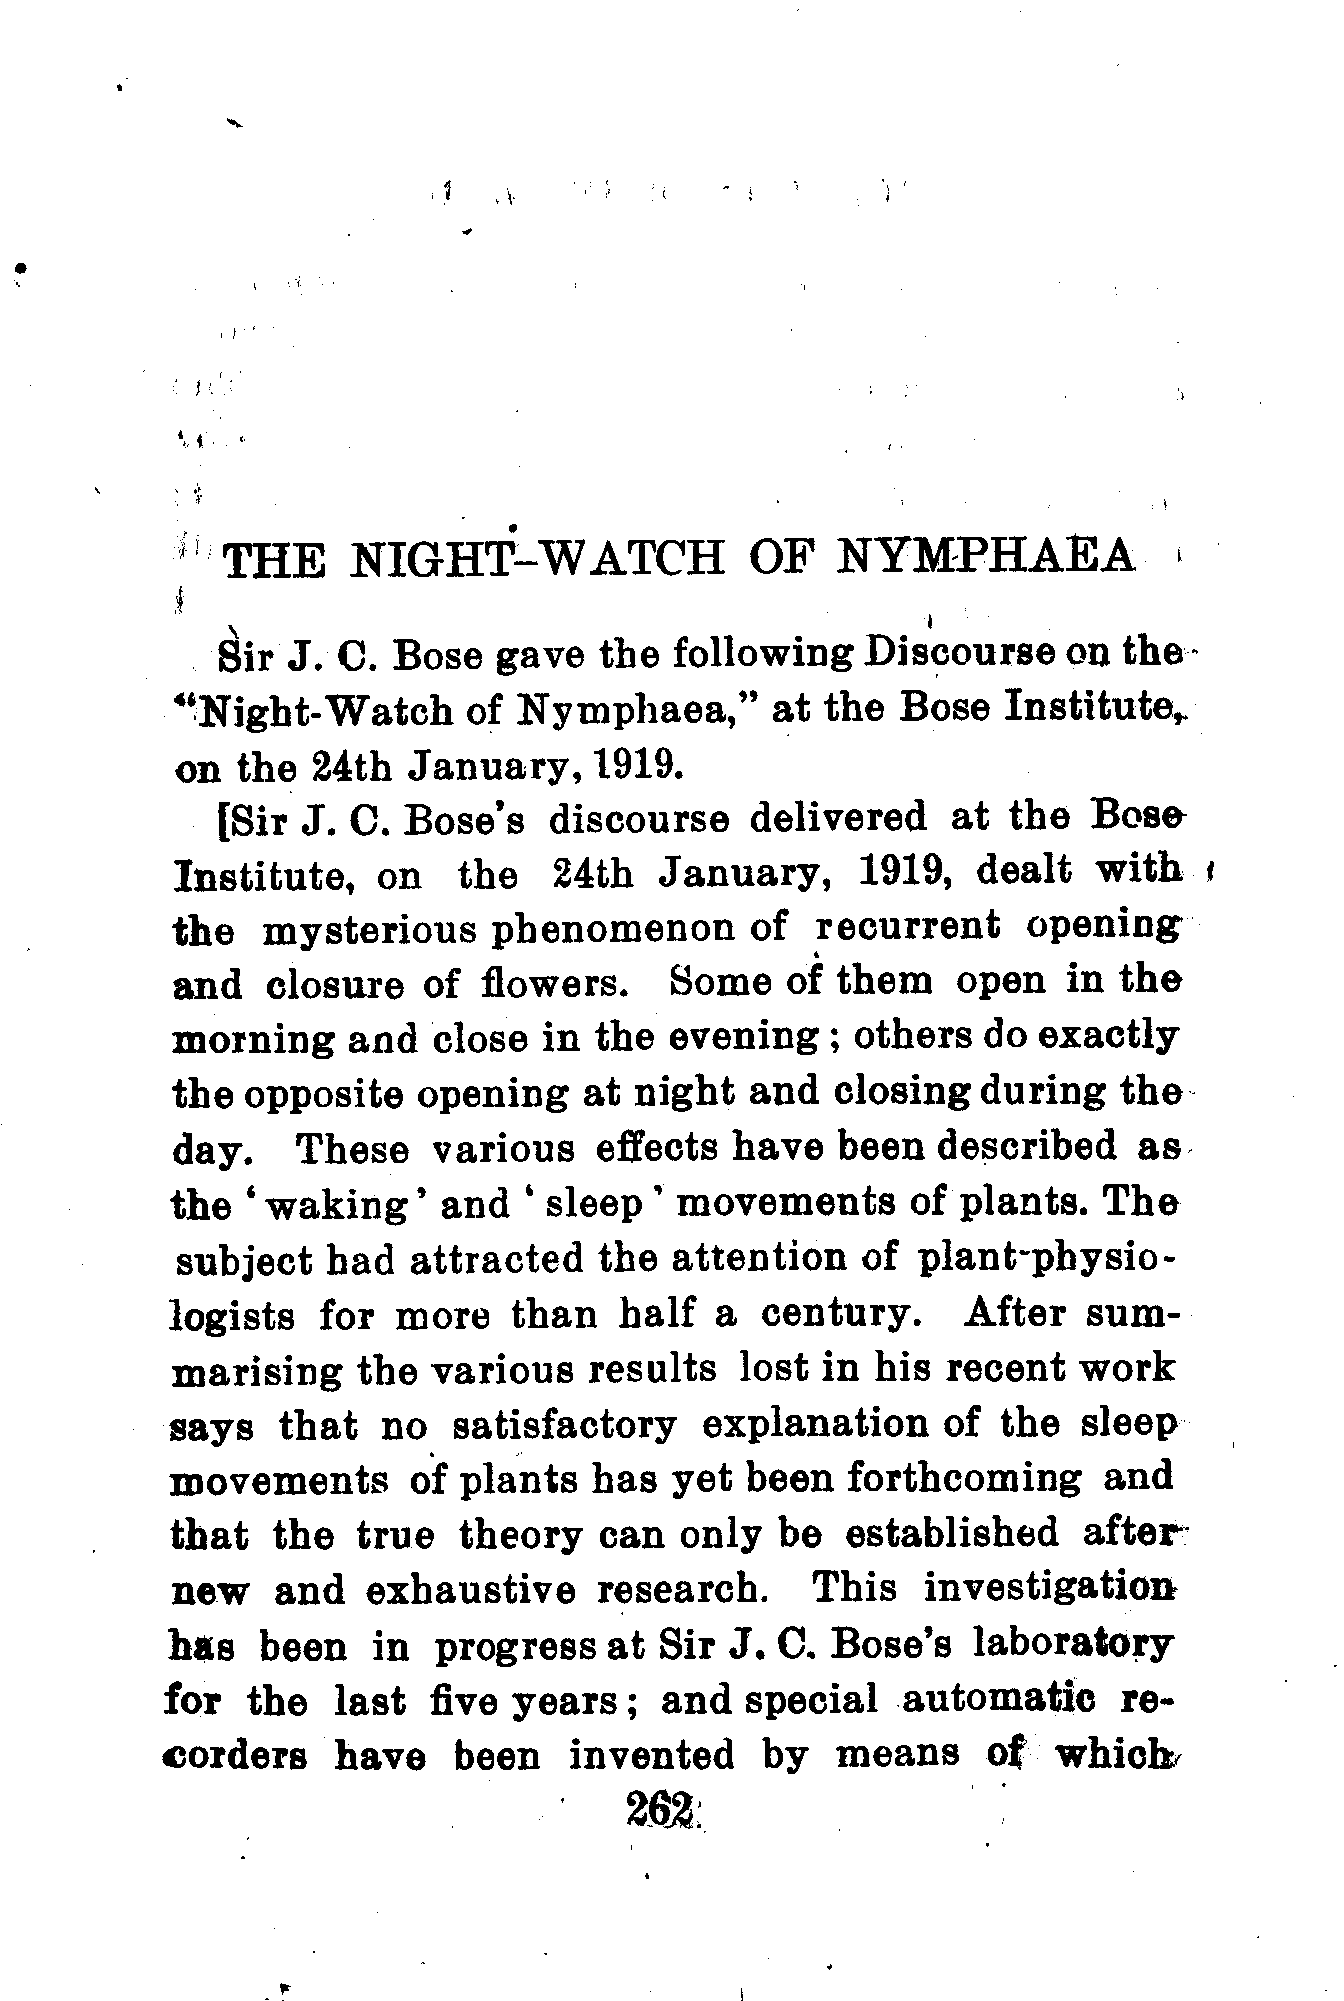 THE NIGHT-WATCH OF NYMPHAEA
Sir J. C. Bose gave the following Discourse on the
"Night-Watch of Nymphaea," at the Bose Institute,
on the 24th January, 1919.
[Sir J. C. Bose's discourse delivered at the Bose
Institute, on the 24th January, 1919, dealt with
the mysterious phenomenon of recurrent opening
and closure of flowers. Some of them open in the
morning and close in the evening; others do exactly
the opposite opening at night and closing during the
day. These various effects have been described as
the 'waking' and 'sleep' movements of plants. The
subject had attracted the attention of plant-physio-
logists for more than half a century. After sum-
marising the various results lost in his recent work
says that no satisfactory explanation of the sleep
movements of plants has yet been forthcoming and
that the true theory can only be established after
new and exhaustive research. This investigation
has been in progress at Sir J. C. Bose's laboratory
for the last five years; and special automatic re-
corders have been invented by means of which
262